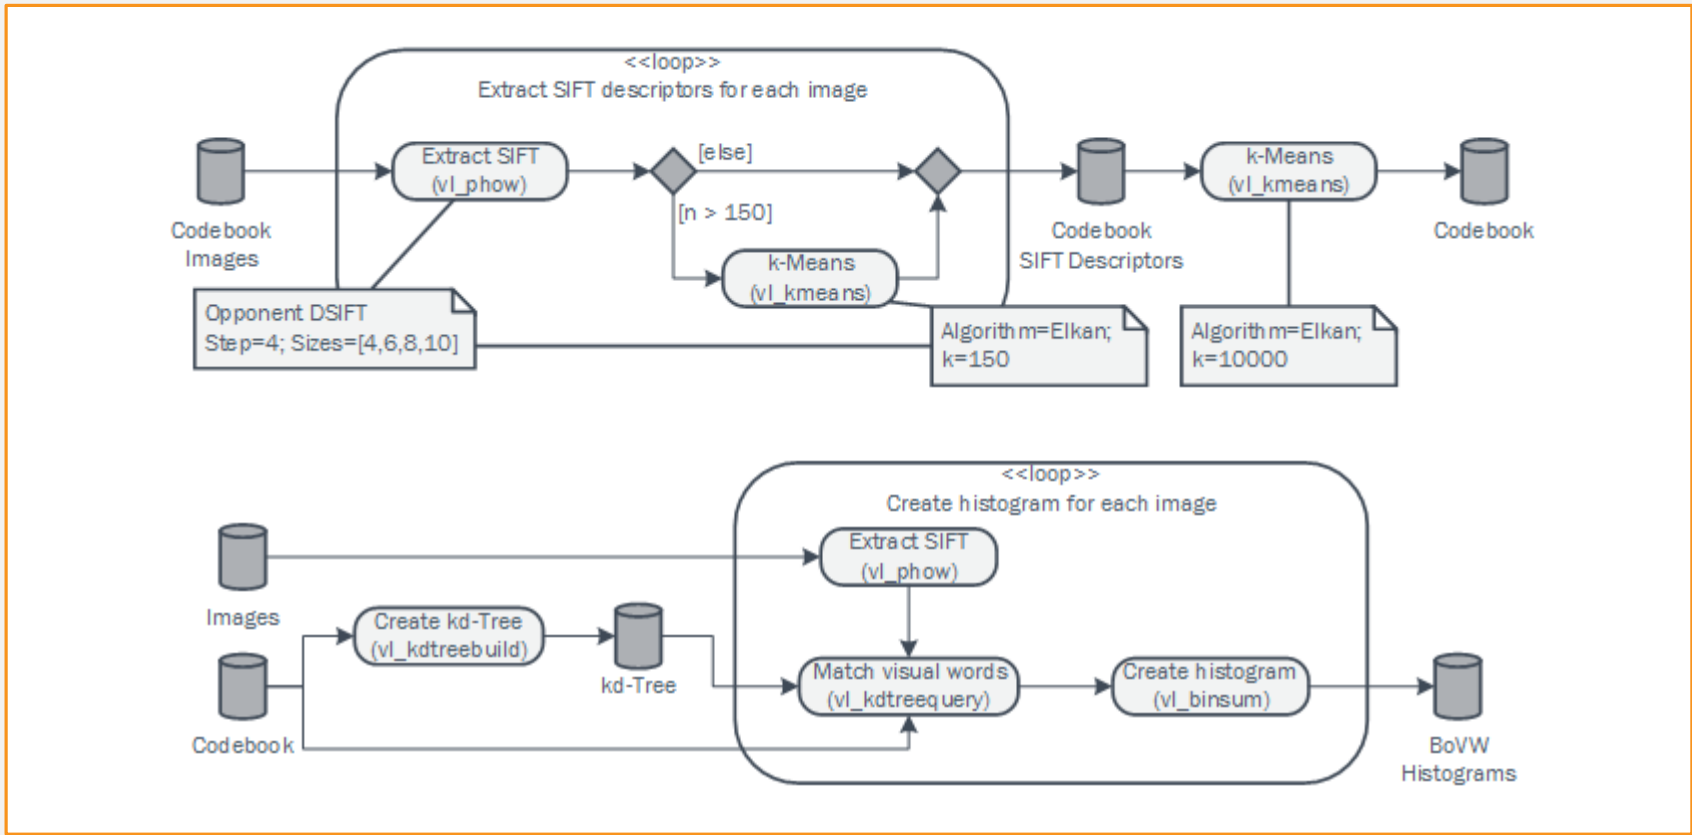 <<loop>>
Extract SIFT descriptors for each image
Extract SIFT
(vl_phow)
[else]
[n > 150]
k-Means
(vl_kmeans)
k-Means
(vl_kmeans)
Codebook
Images
Codebook
SIFT Descriptors
Codebook
Opponent DSIFT
Step=4; Sizes=[4,6,8,10]
Algorithm=Elkan;
k=150
Algorithm=Elkan;
k=10000
<<loop>>
Create histogram for each image
Extract SIFT
(vl_phow)
Images
Create kd-Tree
(vl_kdtreebuild)
kd-Tree
Match visual words
(vl_kdtreequery)
Create histogram
(vl_binsum)
Codebook
BoVW
Histograms